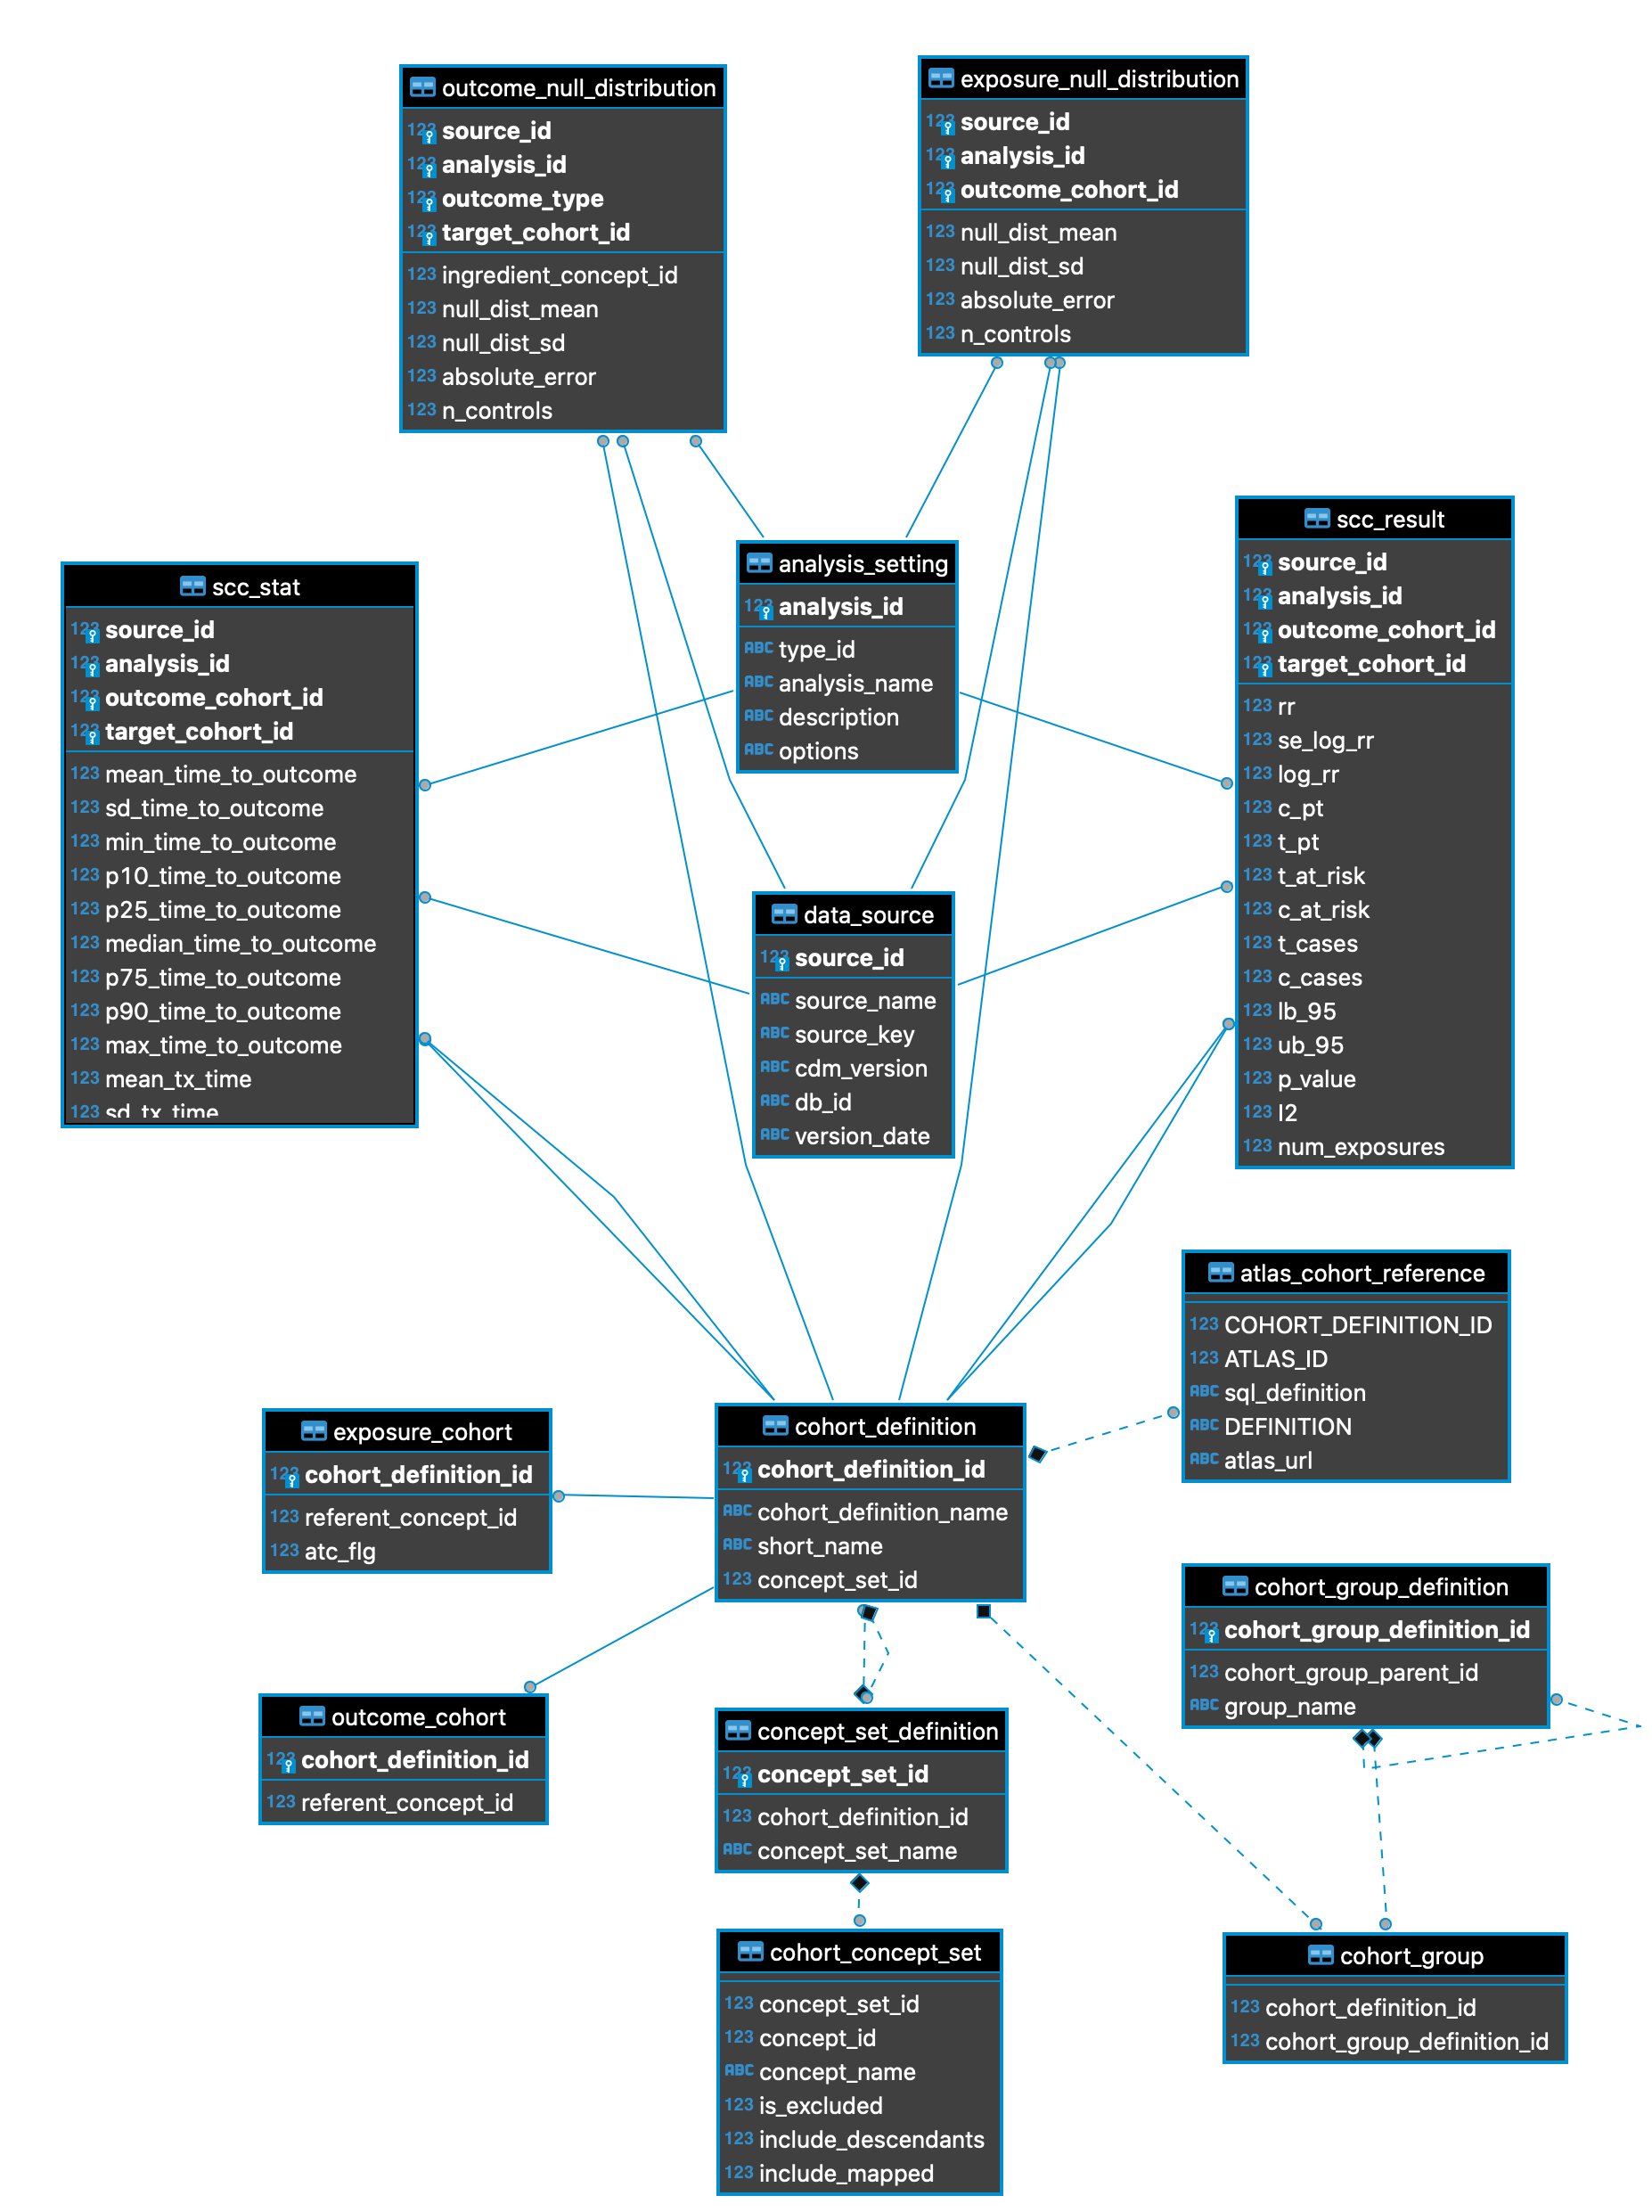 outcome_null_distribution
123 source_id
123 analysis_id
123 outcome_type
123 target_cohort_id
123 ingredient_concept_id
123 null_dist_mean
123 null_dist_sd
123 absolute_error
123 n_controls
exposure_null_distribution
123 source_id
123 analysis_id
123 outcome_cohort_id
123 null_dist_mean
123 null_dist_sd
123 absolute_error
123 n_controls
scc_stat
123 source_id
123 analysis_id
123 outcome_cohort_id
123 target_cohort_id
123 mean_time_to_outcome
123 sd_time_to_outcome
123 min_time_to_outcome
123 p10_time_to_outcome
123 p25_time_to_outcome
123 median_time_to_outcome
123 p75_time_to_outcome
123 p90_time_to_outcome
123 max_time_to_outcome
123 mean_tx_time
123 sd_tx_time
analysis_setting
123 analysis_id
ABC type_id
ABC analysis_name
ABC description
ABC options
scc_result
123 source_id
123 analysis_id
123 outcome_cohort_id
123 target_cohort_id
123 rr
123 se_log_rr
123 log_rr
123 c_pt
123 t_pt
123 t_at_risk
123 c_at_risk
123 t_cases
123 c_cases
123 lb_95
123 ub_95
123 p_value
123 I2
123 num_exposures
data_source
123 source_id
ABC source_name
ABC source_key
ABC cdm_version
ABC db_id
ABC version_date
atlas_cohort_reference
123 COHORT_DEFINITION_ID
123 ATLAS_ID
ABC sql_definition
ABC DEFINITION
ABC atlas_url
exposure_cohort
123 cohort_definition_id
123 referent_concept_id
123 atc_flg
cohort_definition
123 cohort_definition_id
ABC cohort_definition_name
ABC short_name
123 concept_set_id
cohort_group_definition
123 cohort_group_definition_id
123 cohort_group_parent_id
ABC group_name
outcome_cohort
123 cohort_definition_id
123 referent_concept_id
concept_set_definition
123 concept_set_id
123 cohort_definition_id
ABC concept_set_name
cohort_concept_set
123 concept_set_id
123 concept_id
ABC concept_name
123 is_excluded
123 include_descendants
123 include_mapped
cohort_group
123 cohort_definition_id
123 cohort_group_definition_id